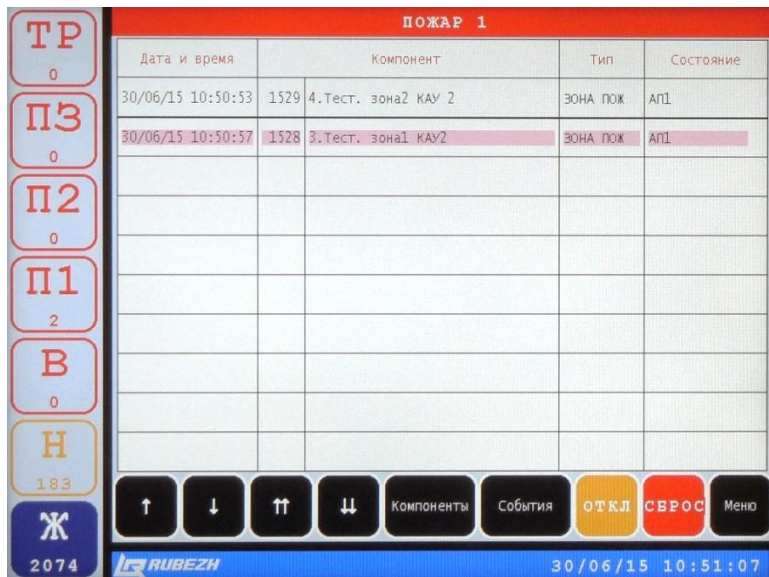 ПОЖАР 1
ТР
0
ПЗ
0
П2
0
П1
2
В
0
Н
183
Ж
2074
Дата и время Компонент Тип Состояние
30/06/15 10:50:53 1529 4.Тест. зона2 КАУ 2 ЗОНА ПОЖ АП1
30/06/15 10:50:57 1528 3.Тест. зона1 КАУ2 ЗОНА ПОЖ АП1
↑ ↓ ⇈ ⇊ Компоненты События ОТКЛ СБРОС Меню
RUBEZH 30/06/15 10:51:07